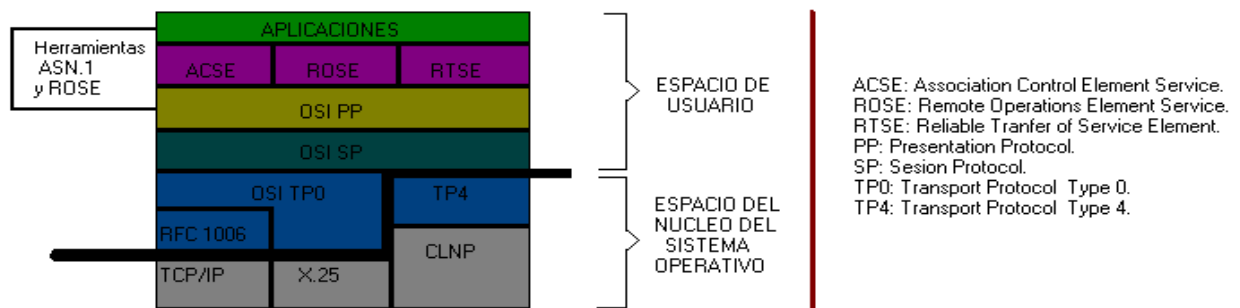 Herramientas
ASN.1
y ROSE
APLICACIONES
ACSE
ROSE
RTSE
OSI PP
OSI SP
OSI TP0
TP4
RFC 1006
TCP/IP
X.25
CLNP
ESPACIO DE
USUARIO
ESPACIO DEL
NUCLEO DEL
SISTEMA
OPERATIVO
ACSE: Association Control Element Service.
ROSE: Remote Operations Element Service.
RTSE: Reliable Tranfer of Service Element.
PP: Presentation Protocol.
SP: Sesion Protocol.
TP0: Transport Protocol Type 0.
TP4: Transport Protocol Type 4.